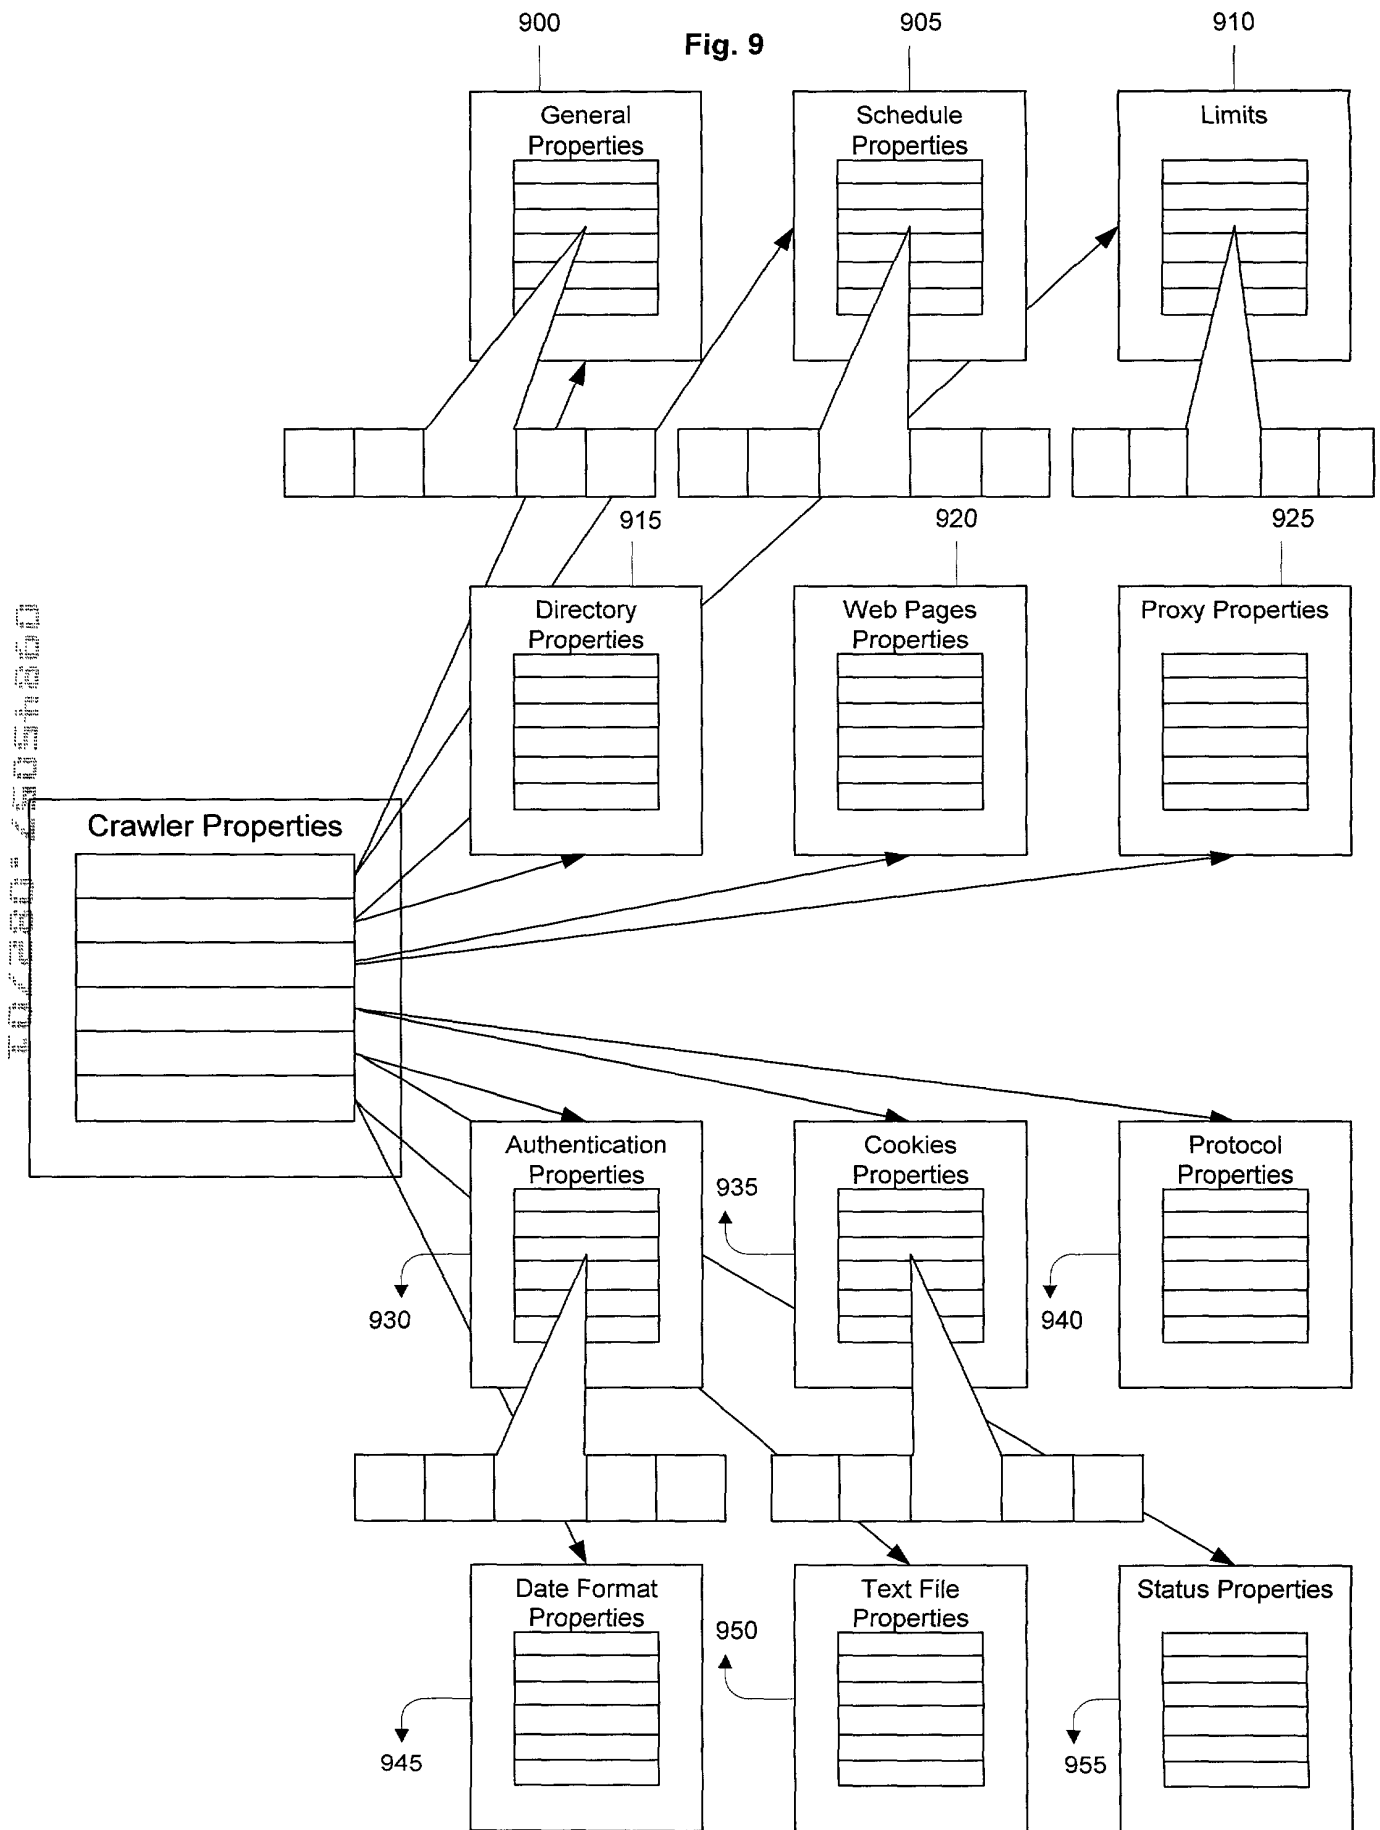 Fig. 9
900
905
910
General
Properties
Schedule
Properties
Limits
915
920
925
Directory
Properties
Web Pages
Properties
Proxy Properties
Crawler Properties
Authentication
Properties
Cookies
Properties
Protocol
Properties
930
935
940
Date Format
Properties
Text File
Properties
Status Properties
945
950
955